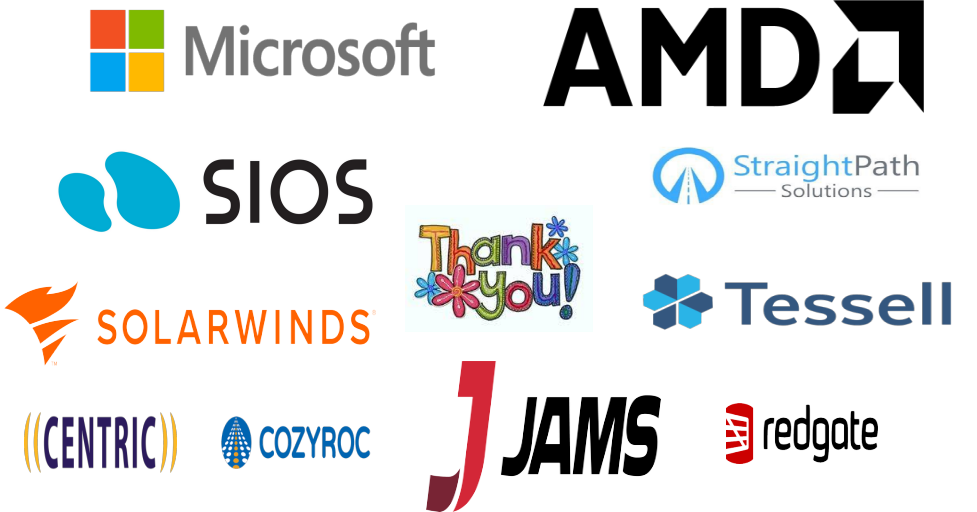 Microsoft
AMD
SIOS
StraightPath
Solutions
Thank
you!
SOLARWINDS
Tessell
CENTRIC
COZYROC
JAMS
redgate